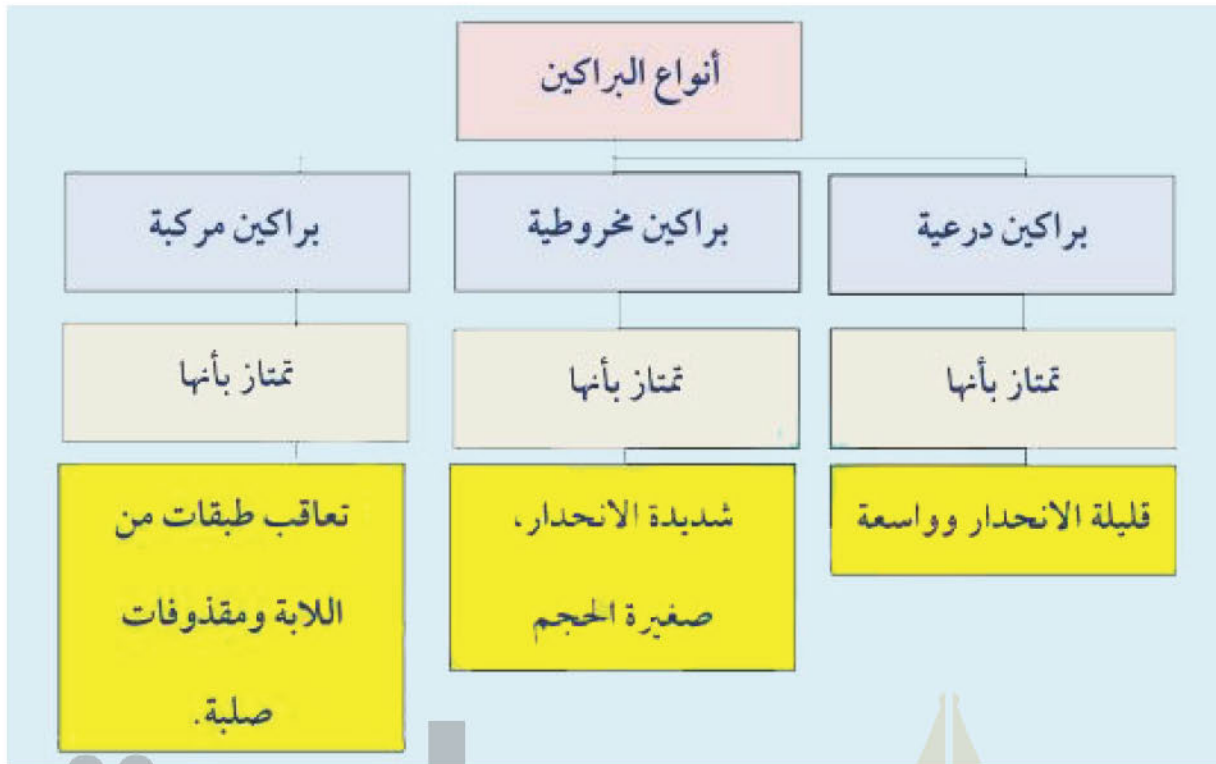 أنواع البراكين
براكين درعية
براكين مخروطية
براكين مركبة
تمتاز بأنها
تمتاز بأنها
تمتاز بأنها
قليلة الانحدار وواسعة
شديدة الانحدار،
صغيرة الحجم
تعاقب طبقات من
اللابة ومقذوفات
صلبة.